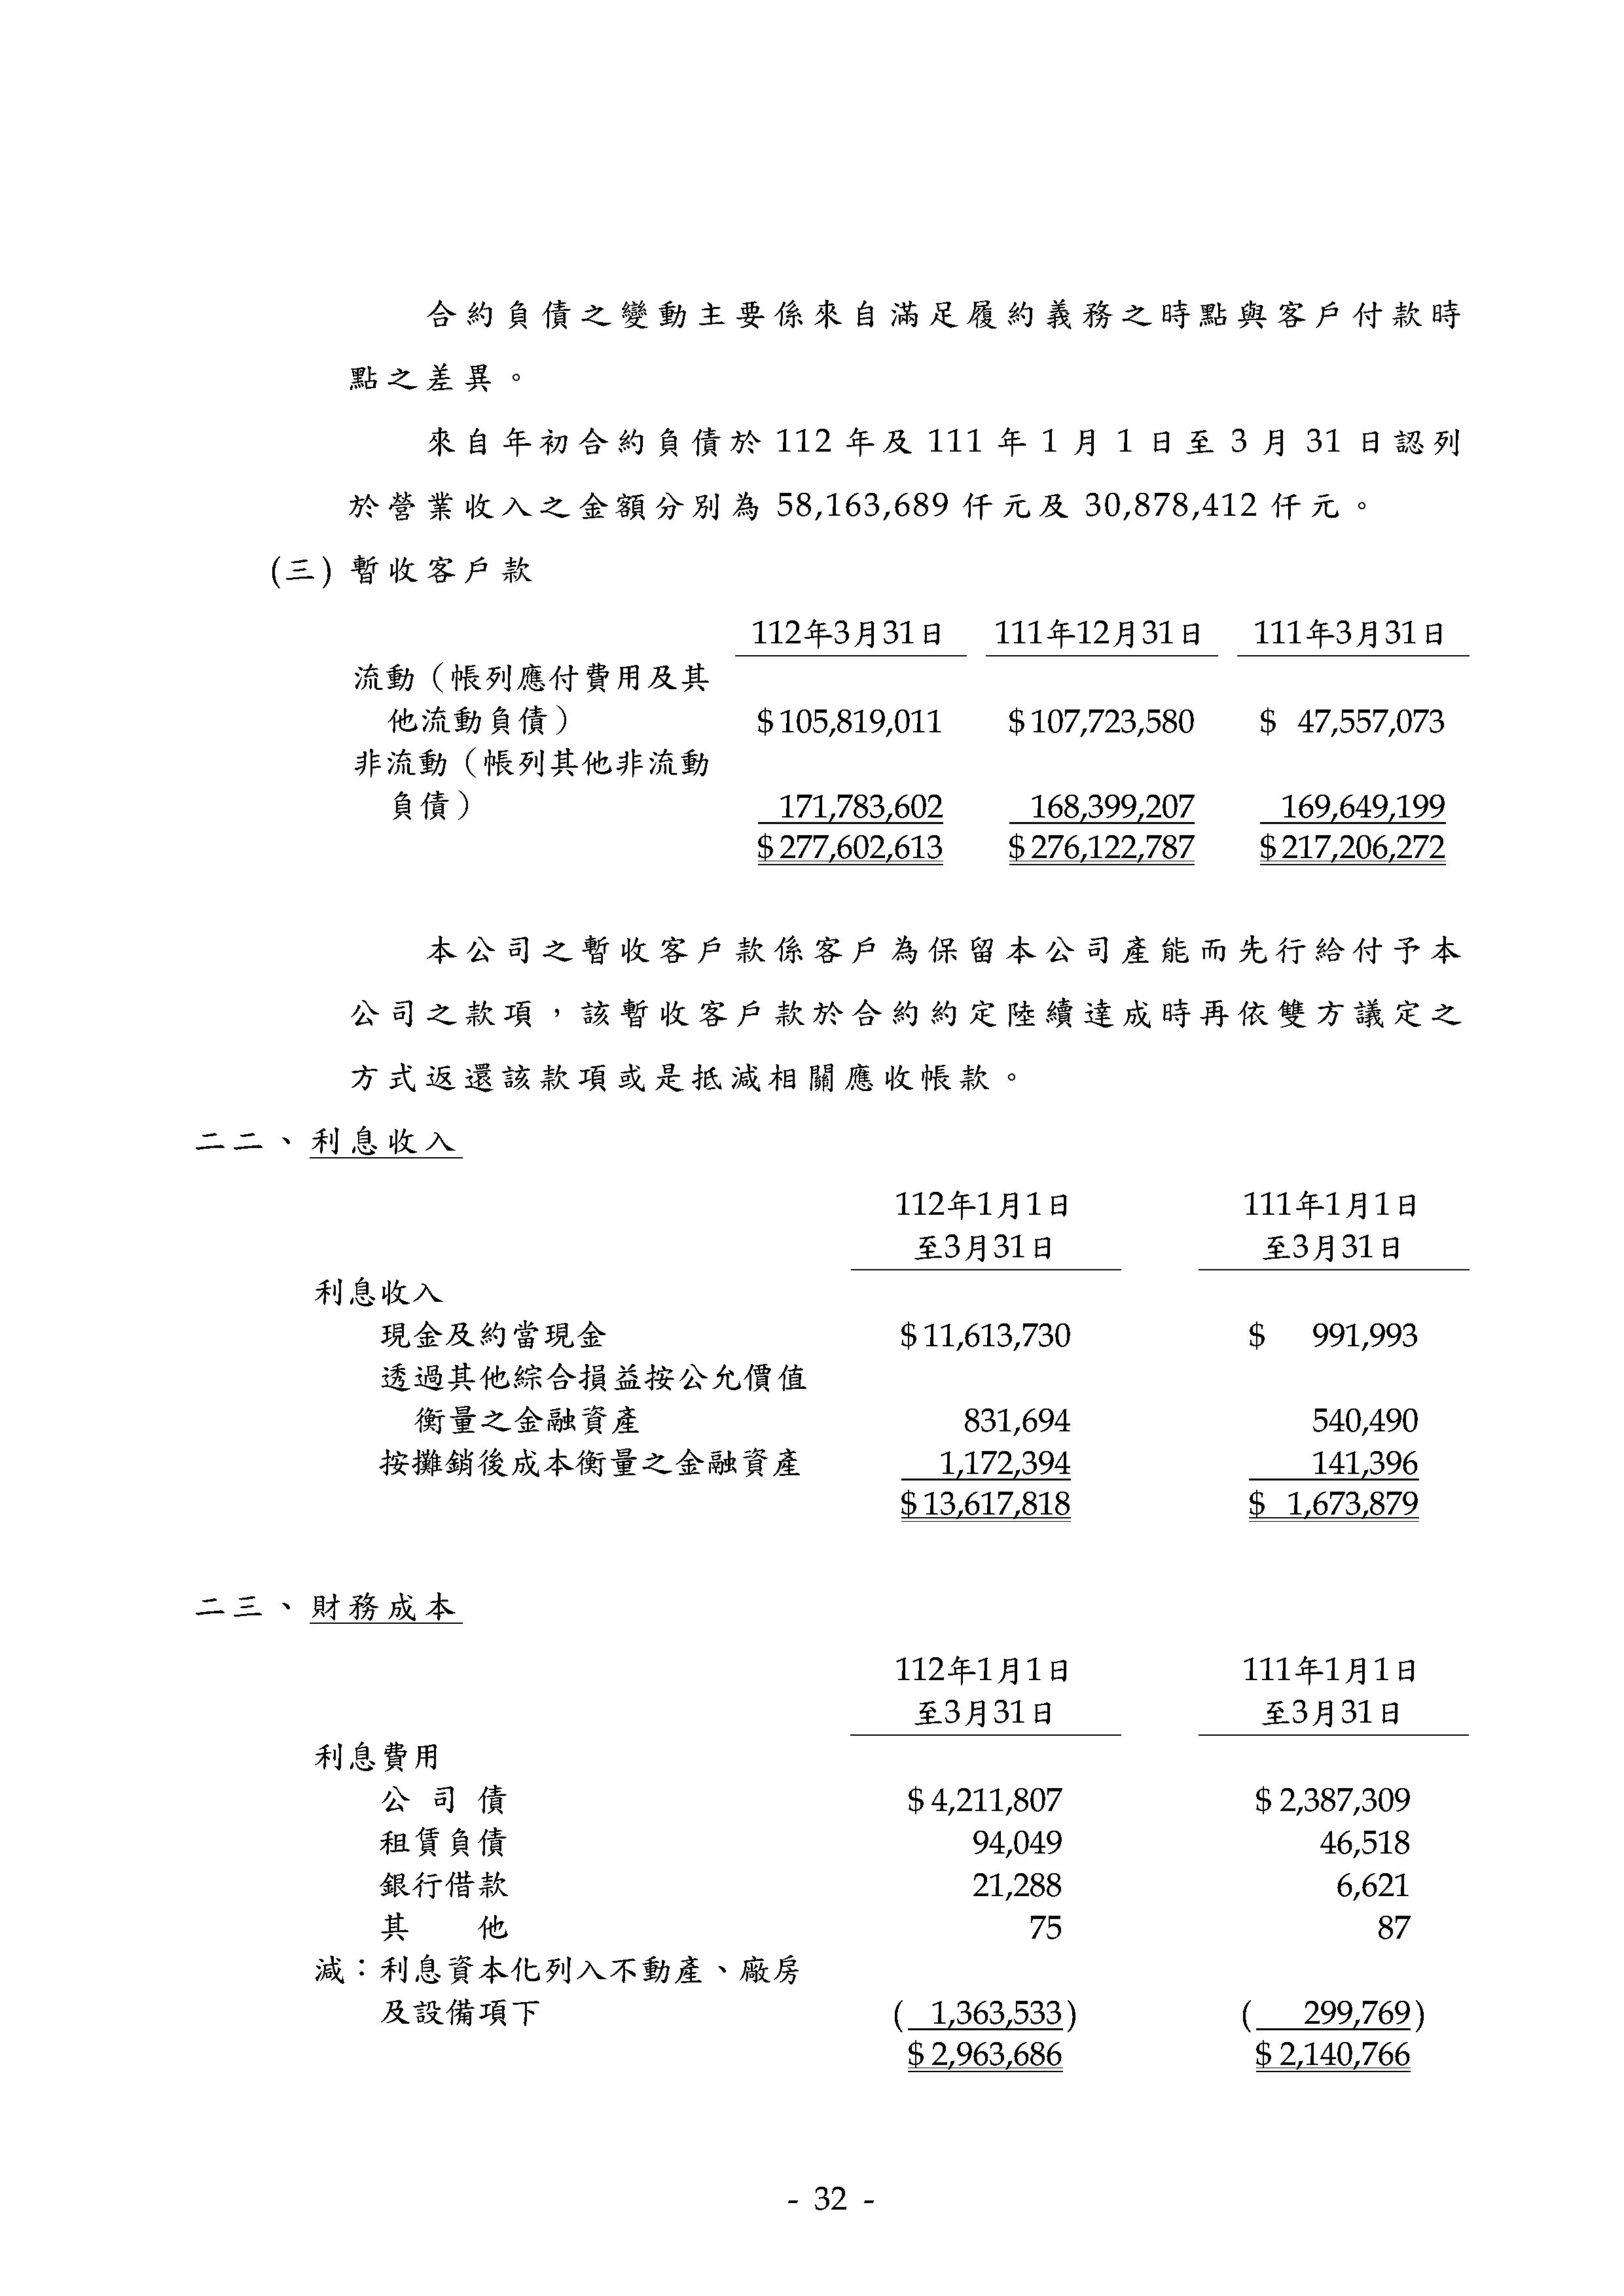 合約負債之變動主要係來自滿足履約義務之時點與客戶付款時
點之差異。
來自年初合約負債於 112 年及 111 年 1 月 1 日至 3 月 31 日認列
於營業收入之金額分別為 58,163,689 仟元及 30,878,412 仟元。
(三) 暫收客戶款
112年3月31日 111年12月31日 111年3月31日
流動（帳列應付費用及其
他流動負債） $105,819,011 $107,723,580 $ 47,557,073
非流動（帳列其他非流動
負債） 171,783,602 168,399,207 169,649,199
$277,602,613 $276,122,787 $217,206,272
本公司之暫收客戶款係客戶為保留本公司產能而先行給付予本
公司之款項，該暫收客戶款於合約約定陸續達成時再依雙方議定之
方式返還該款項或是抵減相關應收帳款。
二二、利息收入
112年1月1日 111年1月1日
至3月31日 至3月31日
利息收入
現金及約當現金 $11,613,730 $ 991,993
透過其他綜合損益按公允價值
衡量之金融資產 831,694 540,490
按攤銷後成本衡量之金融資產 1,172,394 141,396
$13,617,818 $ 1,673,879
二三、財務成本
112年1月1日 111年1月1日
至3月31日 至3月31日
利息費用
公 司 債 $ 4,211,807 $ 2,387,309
租賃負債 94,049 46,518
銀行借款 21,288 6,621
其　　他 75 87
減：利息資本化列入不動產、廠房
及設備項下 ( 1,363,533) ( 299,769)
$ 2,963,686 $ 2,140,766
- 32 -